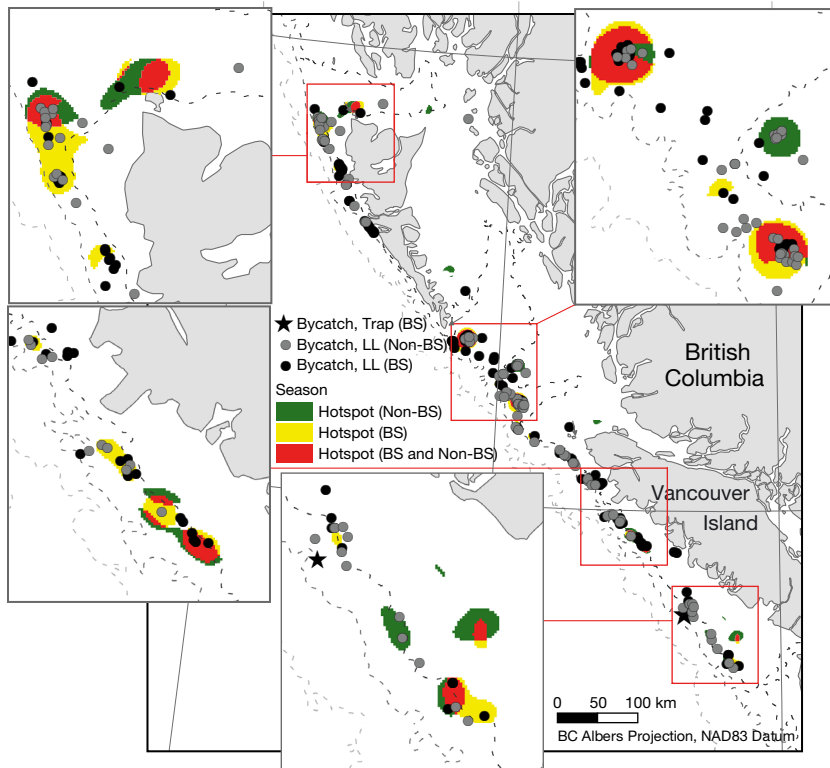 Bycatch, Trap (BS)
Bycatch, LL (Non-BS)
Bycatch, LL (BS)
Season
Hotspot (Non-BS)
Hotspot (BS)
Hotspot (BS and Non-BS)
British
Columbia
Vancouver
Island
0 50 100 km
BC Albers Projection, NAD83 Datum